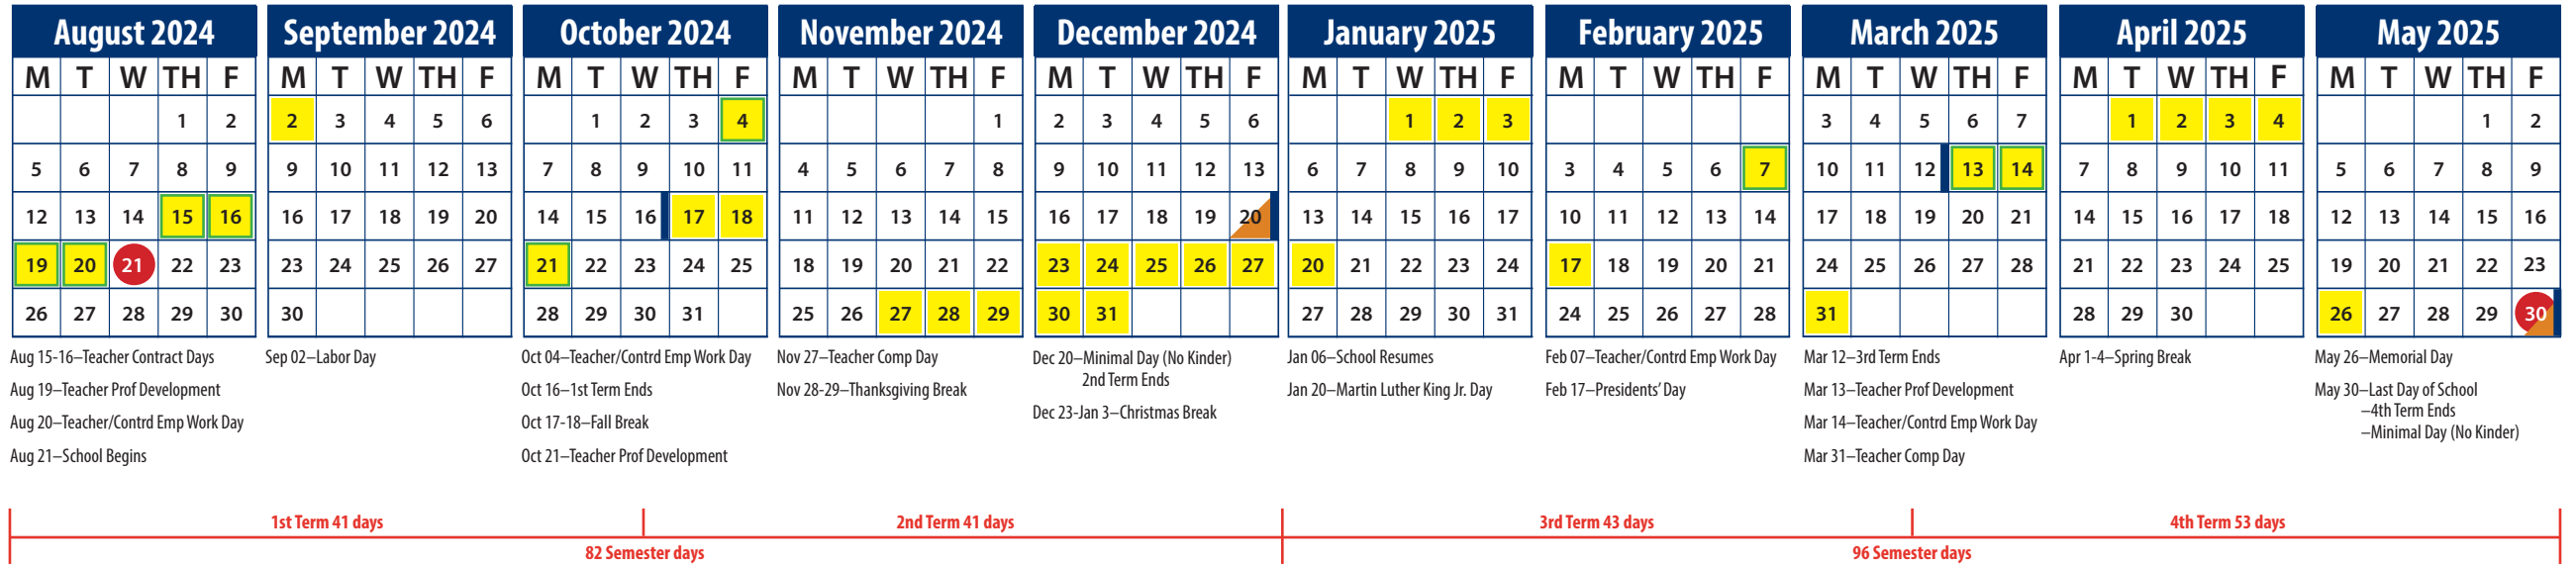 August 2024 September 2024 October 2024 November 2024 December 2024 January 2025 February 2025 March 2025 April 2025 May 2025
M T W TH F M T W TH F M T W TH F M T W TH F M T W TH F M T W TH F M T W TH F M T W TH F M T W TH F M T W TH F
1 2 2 3 4 5 6 1 2 3 4 1 2 3 4 5 6 1 2 3 3 4 5 6 7 1 2 3 4 1 2
5 6 7 8 9 9 10 11 12 13 7 8 9 10 11 4 5 6 7 8 9 10 11 12 13 6 7 8 9 10 3 4 5 6 7 10 11 12 13 14 7 8 9 10 11 5 6 7 8 9
12 13 14 15 16 16 17 18 19 20 14 15 16 17 18 11 12 13 14 15 16 17 18 19 20 13 14 15 16 17 10 11 12 13 14 17 18 19 20 21 14 15 16 17 18 12 13 14 15 16
19 20 21 22 23 23 24 25 26 27 21 22 23 24 25 18 19 20 21 22 23 24 25 26 27 20 21 22 23 24 17 18 19 20 21 24 25 26 27 28 21 22 23 24 25 19 20 21 22 23
26 27 28 29 30 30 28 29 30 31 25 26 27 28 29 30 31 27 28 29 30 31 24 25 26 27 28 31 28 29 30 26 27 28 29 30
Aug 15-16–Teacher Contract Days
Aug 19–Teacher Prof Development
Aug 20–Teacher/Contrd Emp Work Day
Aug 21–School Begins
Sep 02–Labor Day
Oct 04–Teacher/Contrd Emp Work Day
Oct 16–1st Term Ends
Oct 17-18–Fall Break
Oct 21–Teacher Prof Development
Nov 27–Teacher Comp Day
Nov 28-29–Thanksgiving Break
Dec 20–Minimal Day (No Kinder)
2nd Term Ends
Dec 23-Jan 3–Christmas Break
Jan 06–School Resumes
Jan 20–Martin Luther King Jr. Day
Feb 07–Teacher/Contrd Emp Work Day
Feb 17–Presidents’ Day
Mar 12–3rd Term Ends
Mar 13–Teacher Prof Development
Mar 14–Teacher/Contrd Emp Work Day
Mar 31–Teacher Comp Day
Apr 1-4–Spring Break
May 26–Memorial Day
May 30–Last Day of School
–4th Term Ends
–Minimal Day (No Kinder)
1st Term 41 days 2nd Term 41 days 3rd Term 43 days 4th Term 53 days
82 Semester days 96 Semester days